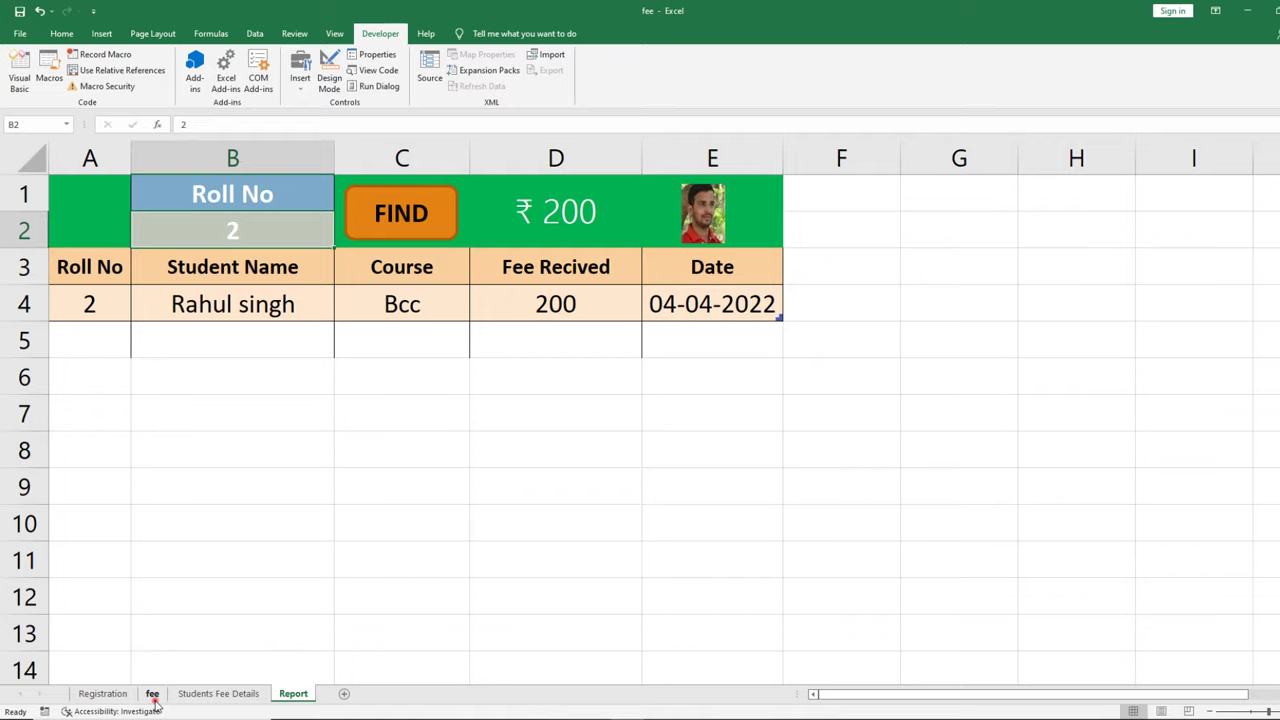 fee - Excel
Sign in
File Home Insert Page Layout Formulas Data Review View Developer Help Tell me what you want to do
Visual Basic
Macros
Record Macro
Use Relative References
Macro Security
Code
Add-ins
Excel Add-ins
COM Add-ins
Add-ins
Insert
Design Mode
Properties
View Code
Run Dialog
Controls
Source
Map Properties
Expansion Packs
Refresh Data
Import
Export
XML
B2 fx 2
A B C D E F G H I
1 Roll No
FIND ₹ 200
2 2
3 Roll No Student Name Course Fee Recived Date
4 2 Rahul singh Bcc 200 04-04-2022
5
6
7
8
9
10
11
12
13
14
Registration fee Students Fee Details Report
Ready Accessibility: Investigate